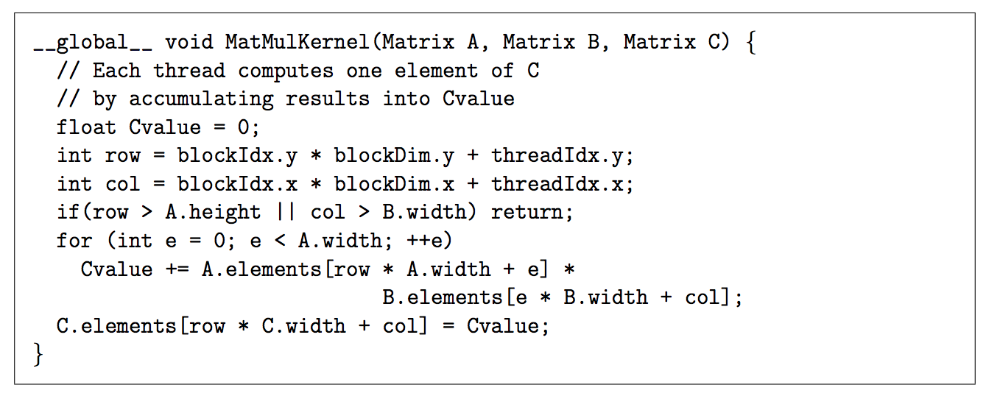 __global__ void MatMulKernel(Matrix A, Matrix B, Matrix C) {
  // Each thread computes one element of C
  // by accumulating results into Cvalue
  float Cvalue = 0;
  int row = blockIdx.y * blockDim.y + threadIdx.y;
  int col = blockIdx.x * blockDim.x + threadIdx.x;
  if(row > A.height || col > B.width) return;
  for (int e = 0; e < A.width; ++e)
    Cvalue += A.elements[row * A.width + e] *
                             B.elements[e * B.width + col];
  C.elements[row * C.width + col] = Cvalue;
}